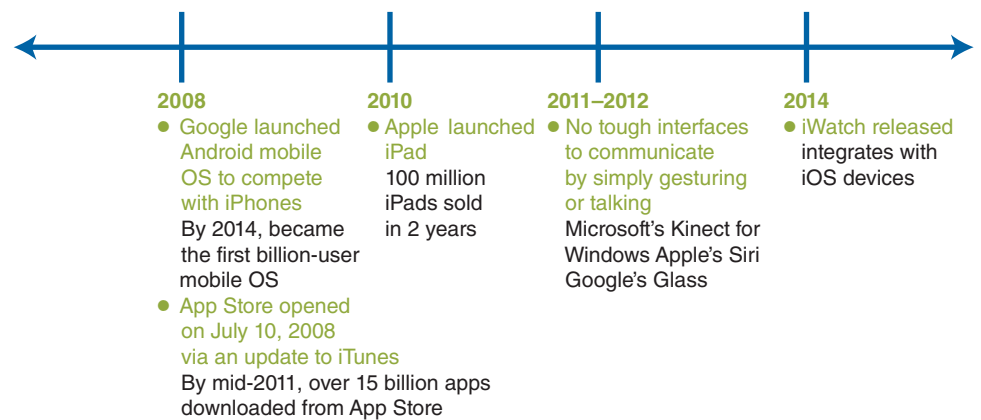 2008
• Google launched
Android mobile
OS to compete
with iPhones
By 2014, became
the first billion-user
mobile OS
• App Store opened
on July 10, 2008
via an update to iTunes
By mid-2011, over 15 billion apps
downloaded from App Store
2010
• Apple launched
iPad
100 million
iPads sold
in 2 years
2011–2012
• No tough interfaces
to communicate
by simply gesturing
or talking
Microsoft’s Kinect for
Windows Apple’s Siri
Google’s Glass
2014
• iWatch released
integrates with
iOS devices